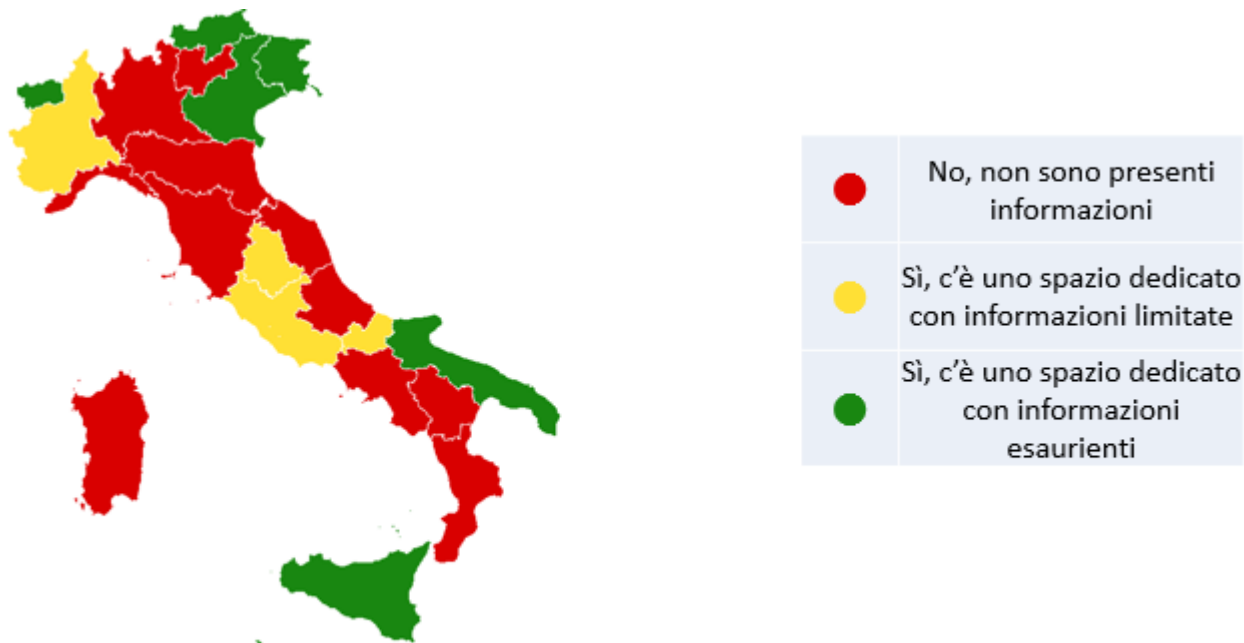 No, non sono presenti
informazioni
Sì, c'è uno spazio dedicato
con informazioni limitate
Sì, c'è uno spazio dedicato
con informazioni
esaurienti